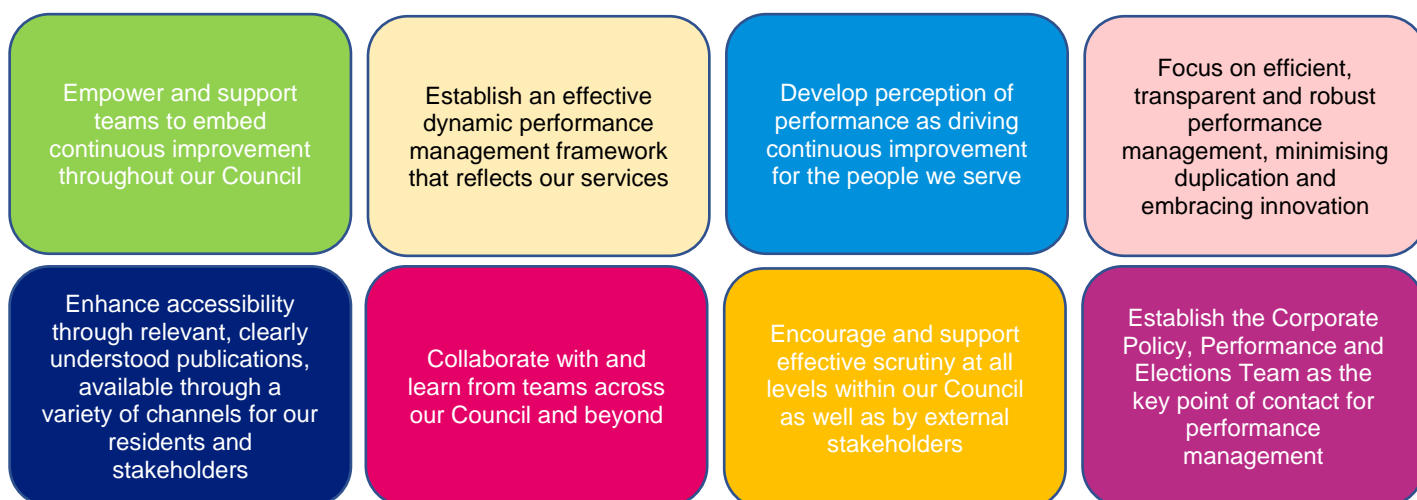 Empower and support
teams to embed
continuous improvement
throughout our Council
Establish an effective
dynamic performance
management framework
that reflects our services
Develop perception of
performance as driving
continuous improvement
for the people we serve
Focus on efficient,
transparent and robust
performance
management, minimising
duplication and
embracing innovation
Enhance accessibility
through relevant, clearly
understood publications,
available through a
variety of channels for our
residents and
stakeholders
Collaborate with and
learn from teams across
our Council and beyond
Encourage and support
effective scrutiny at all
levels within our Council
as well as by external
stakeholders
Establish the Corporate
Policy, Performance and
Elections Team as the
key point of contact for
performance
management